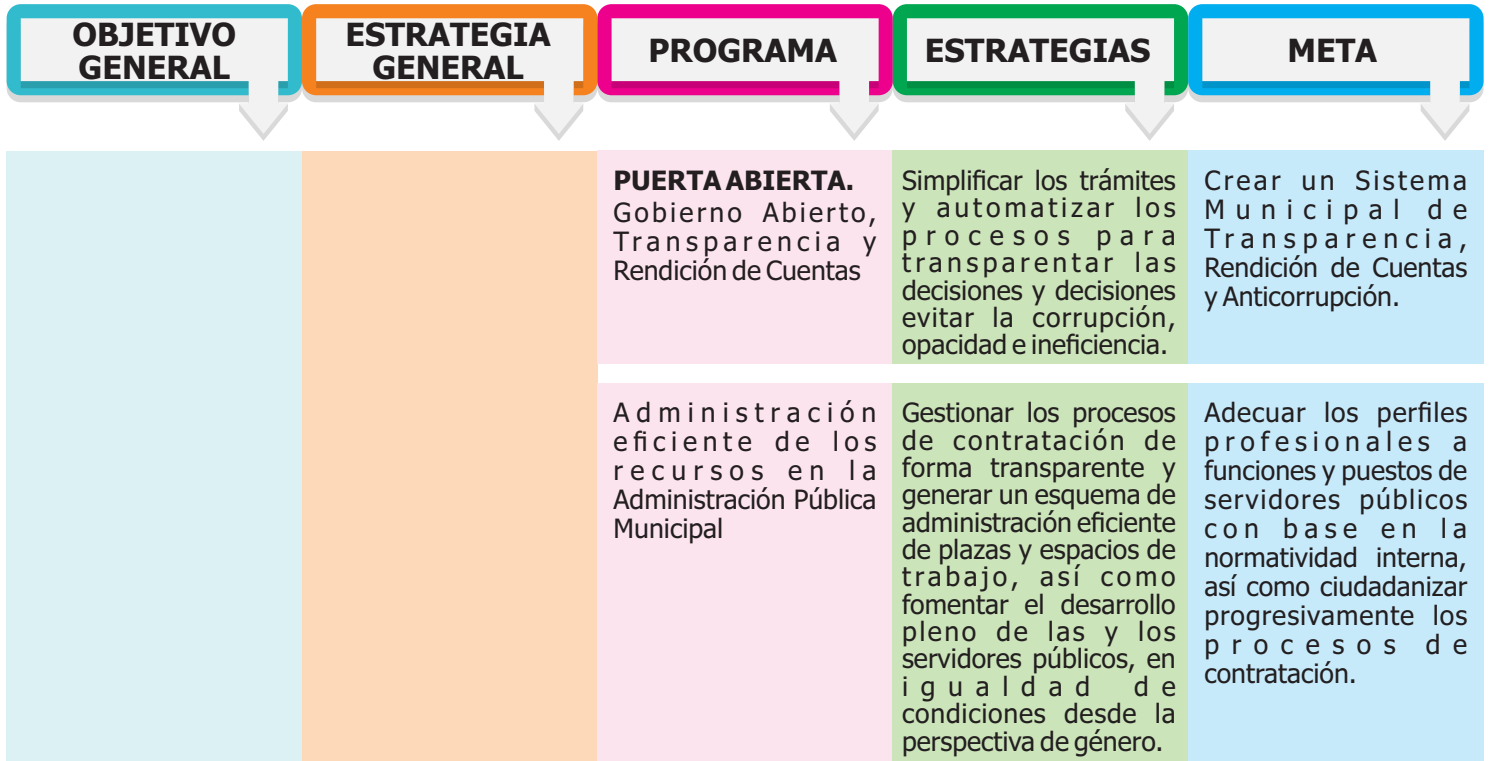 OBJETIVO
GENERAL
ESTRATEGIA
GENERAL
PROGRAMA
ESTRATEGIAS
META
PUERTA ABIERTA.
Gobierno Abierto,
Transparencia y
Rendición de Cuentas
Simplificar los trámites
y automatizar los
procesos para
transparentar las
decisiones y decisiones
evitar la corrupción,
opacidad e ineficiencia.
Crear un Sistema
Municipal de
Transparencia,
Rendición de Cuentas
y Anticorrupción.
Administración
eficiente de los
recursos en la
Administración Pública
Municipal
Gestionar los procesos
de contratación de
forma transparente y
generar un esquema de
administración eficiente
de plazas y espacios de
trabajo, así como
fomentar el desarrollo
pleno de las y los
servidores públicos, en
igualdad de
condiciones desde la
perspectiva de género.
Adecuar los perfiles
profesionales a
funciones y puestos de
servidores públicos
con base en la
normatividad interna,
así como ciudadanizar
progresivamente los
procesos de
contratación.